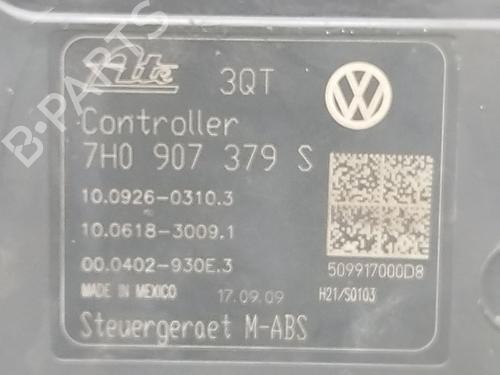 Ate 3QT
Controller
7H0 907 379 S
10.0926-0310.3
10.0618-3009.1
00.0402-930E.3
509917000D8
MADE IN MEXICO 17.09.09 H21/S0103
Steuergeraet M-ABS
B-PARTS